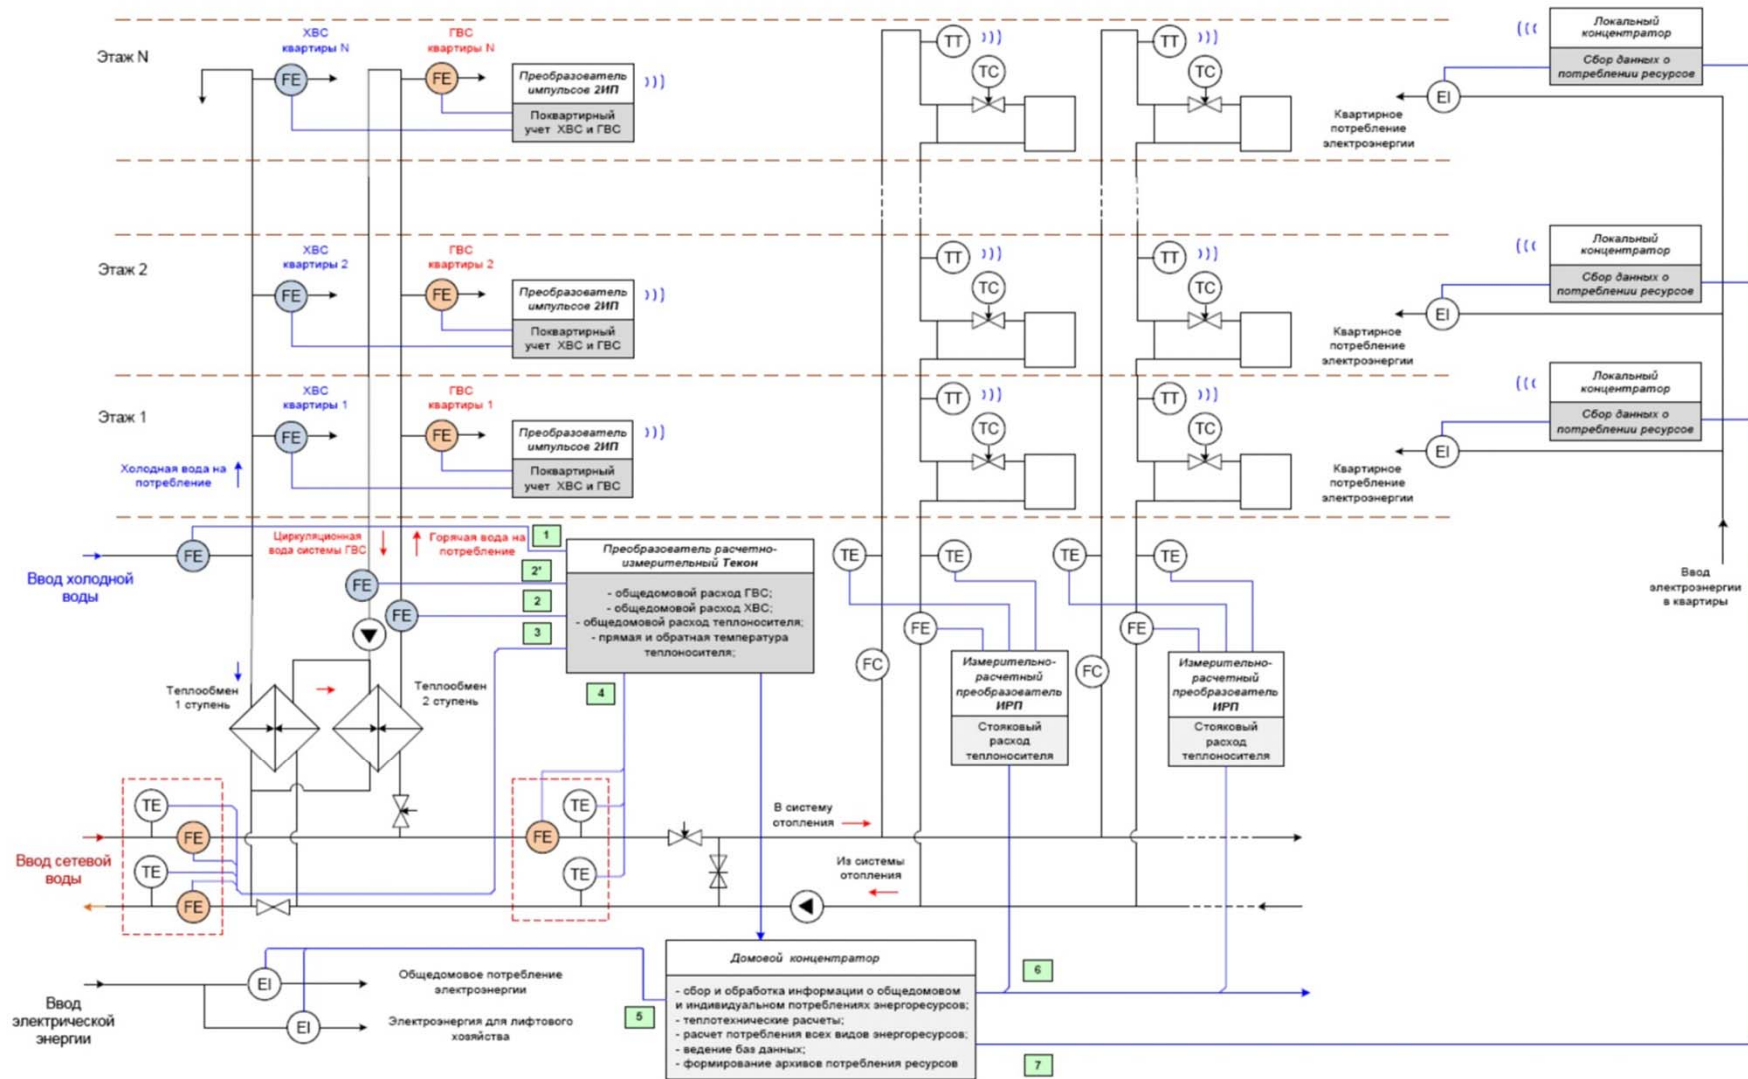 Этаж N
ХВС
квартиры N
FE
ГВС
квартиры N
FE
Преобразователь
импульсов 2ИП
Поквартирный
учет ХВС и ГВС
TT
TC
TT
TC
Квартирное
потребление
электроэнергии
EI
Локальный
концентратор
Сбор данных о
потреблении ресурсов
Этаж 2
ХВС
квартиры 2
FE
ГВС
квартиры 2
FE
Преобразователь
импульсов 2ИП
Поквартирный
учет ХВС и ГВС
TT
TC
TT
TC
Квартирное
потребление
электроэнергии
EI
Локальный
концентратор
Сбор данных о
потреблении ресурсов
Этаж 1
ХВС
квартиры 1
FE
ГВС
квартиры 1
FE
Преобразователь
импульсов 2ИП
Поквартирный
учет ХВС и ГВС
TT
TC
TT
TC
Квартирное
потребление
электроэнергии
EI
Локальный
концентратор
Сбор данных о
потреблении ресурсов
Холодная вода на
потребление
FE
Ввод холодной
воды
Циркуляционная
вода системы ГВС
Горячая вода на
потребление
FE
FE
1
2'
2
3
4
Преобразователь расчетно-
измерительный Текон
- общедомовой расход ГВС;
- общедомовой расход ХВС;
- общедомовой расход теплоносителя;
- прямая и обратная температура
теплоносителя;
TE
TE
FE
FC
Измерительно-
расчетный
преобразователь
ИРП
Стояковый
расход
теплоносителя
TE
TE
FE
FC
Измерительно-
расчетный
преобразователь
ИРП
Стояковый
расход
теплоносителя
Ввод
электроэнергии
в квартиры
Теплообмен
1 ступень
Теплообмен
2 ступень
TE
FE
Ввод сетевой
воды
TE
FE
FE
TE
TE
В систему
отопления
Из системы
отопления
Ввод
электрической
энергии
EI
Общедомовое потребление
электроэнергии
EI
Электроэнергия для лифтового
хозяйства
5
Домовой концентратор
- сбор и обработка информации о общедомовом
и индивидуальном потреблениях энергоресурсов;
- теплотехнические расчеты;
- расчет потребления всех видов энергоресурсов;
- ведение баз данных;
- формирование архивов потребления ресурсов
6
7